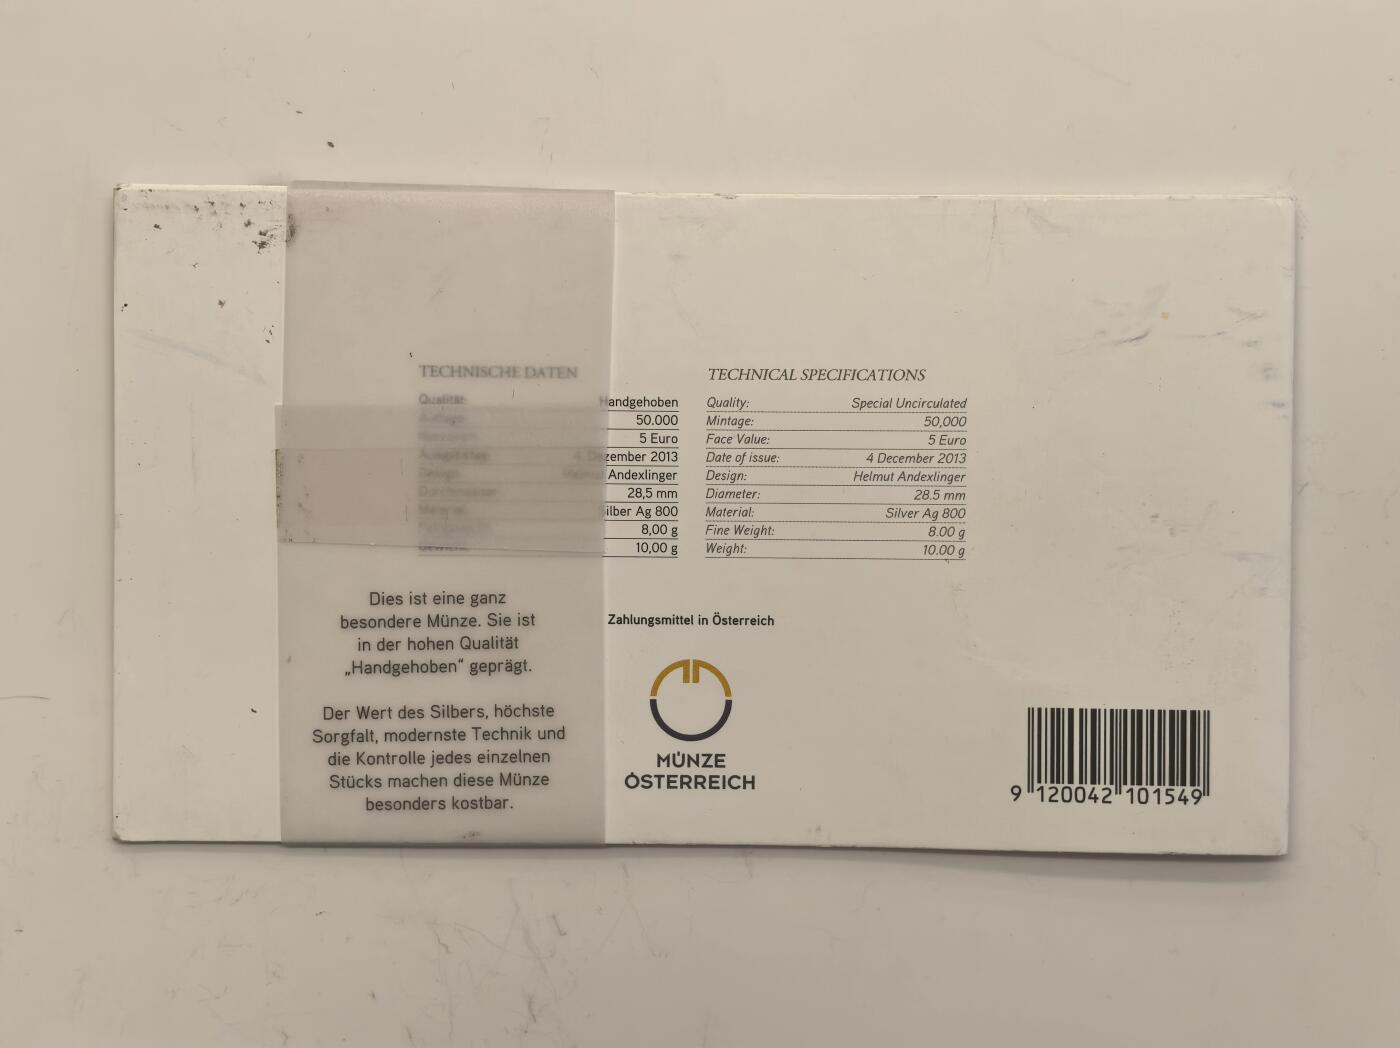 TECHNISCHE DATEN
Qualität: Handgehoben
50.000
5 Euro
4. Dezember 2013
Helmut Andexlinger
28,5 mm
Silber Ag 800
8,00 g
10,00 g
TECHNICAL SPECIFICATIONS
Quality: Special Uncirculated
Mintage: 50,000
Face Value: 5 Euro
Date of issue: 4 December 2013
Design: Helmut Andexlinger
Diameter: 28.5 mm
Material: Silver Ag 800
Fine Weight: 8.00 g
Weight: 10.00 g
Dies ist eine ganz
besondere Münze. Sie ist
in der hohen Qualität
„Handgehoben“ geprägt.
Der Wert des Silbers, höchste
Sorgfalt, modernste Technik und
die Kontrolle jedes einzelnen
Stücks machen diese Münze
besonders kostbar.
Zahlungsmittel in Österreich
MÜNZE
ÖSTERREICH
9 120042 101549